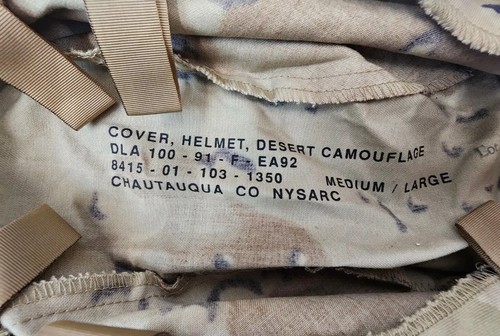 COVER, HELMET, DESERT CAMOUFLAGE
DLA 100 - 91 - F - EA92
8415 - 01 - 103 - 1350 MEDIUM / LARGE
CHAUTAUQUA CO NYSARC